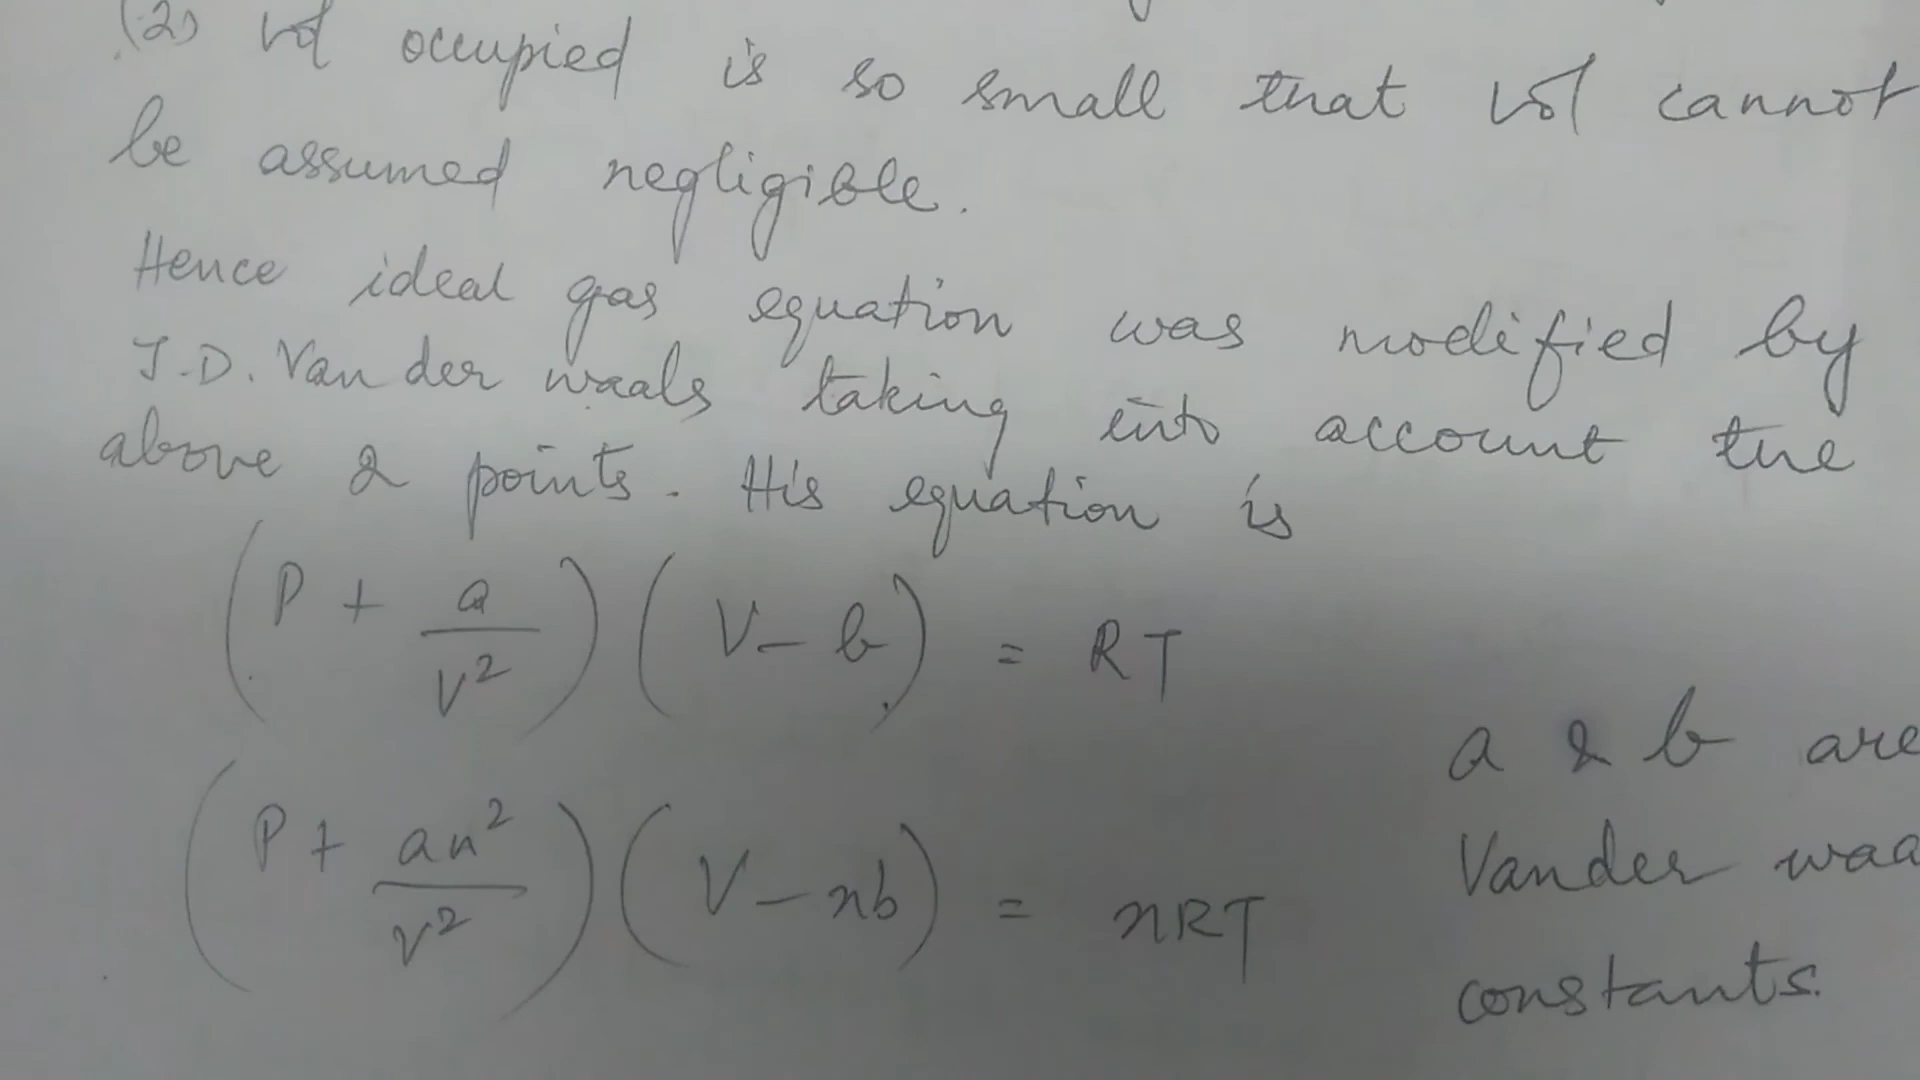 (2) vol occupied is so small that vol cannot
be assumed negligible.
Hence ideal gas equation was modified by
J.D. Van der waals taking into account the
above 2 points. His equation is
(P + a/V²) (V - b) = RT
a & b are
(P + an²/V²) (V - nb) = nRT
Vander waa
constants.